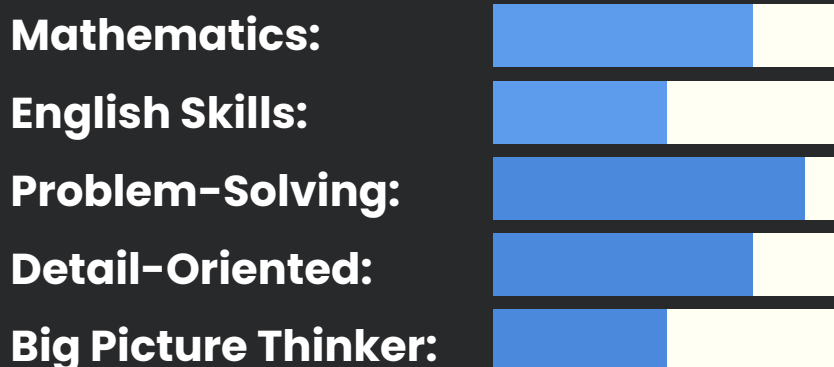 Mathematics:
English Skills:
Problem-Solving:
Detail-Oriented:
Big Picture Thinker: